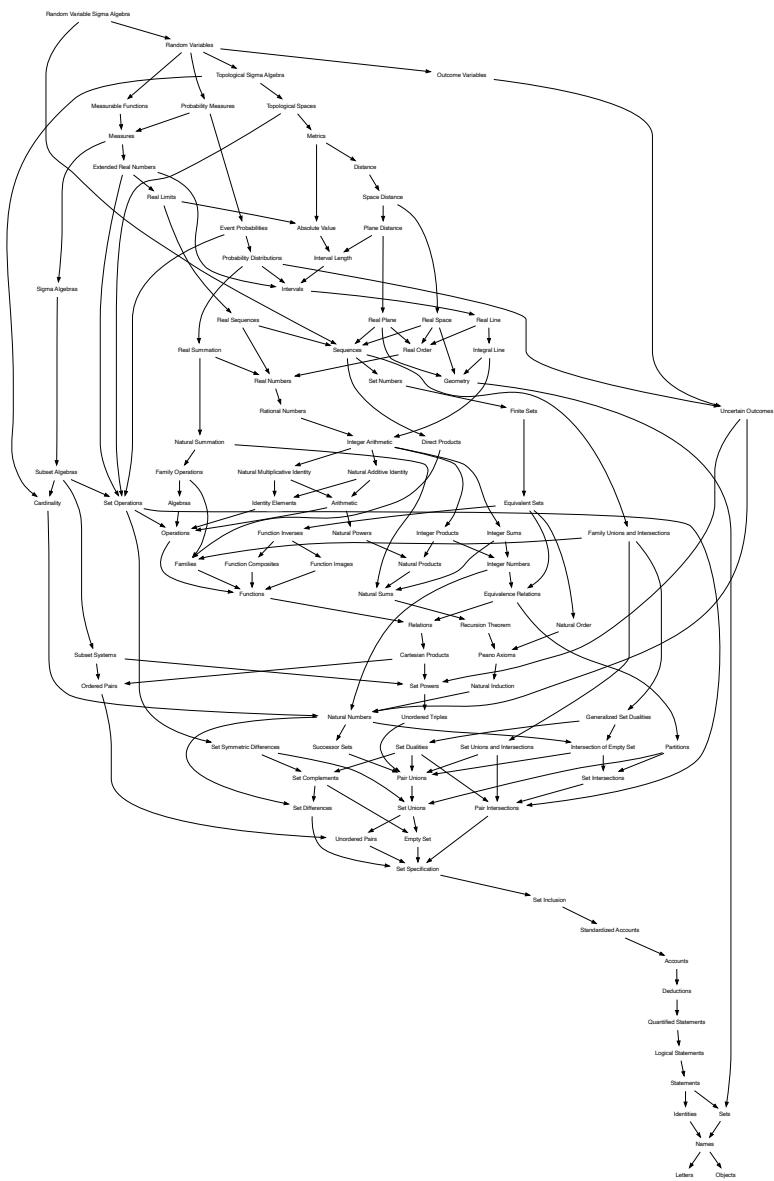 Random Variable Sigma Algebra
Random Variables
Topological Sigma Algebra
Outcome Variables
Measurable Functions
Probability Measures
Topological Spaces
Measures
Metrics
Extended Real Numbers
Distance
Real Limits
Space Distance
Event Probabilities
Absolute Value
Plane Distance
Probability Distributions
Interval Length
Sigma Algebras
Intervals
Real Sequences
Real Plane
Real Space
Real Line
Real Summation
Sequences
Real Order
Integral Line
Real Numbers
Set Numbers
Geometry
Rational Numbers
Finite Sets
Uncertain Outcomes
Natural Summation
Integer Arithmetic
Direct Products
Subset Algebras
Family Operations
Natural Multiplicative Identity
Natural Additive Identity
Cardinality
Set Operations
Algebras
Identity Elements
Arithmetic
Equivalent Sets
Operations
Function Inverses
Natural Powers
Integer Products
Integer Sums
Family Unions and Intersections
Families
Function Composites
Function Images
Natural Products
Integer Numbers
Functions
Natural Sums
Equivalence Relations
Relations
Recursion Theorem
Natural Order
Subset Systems
Cartesian Products
Peano Axioms
Ordered Pairs
Set Powers
Natural Induction
Natural Numbers
Unordered Triples
Generalized Set Dualities
Set Symmetric Differences
Successor Sets
Set Dualities
Set Unions and Intersections
Intersection of Empty Set
Partitions
Set Complements
Pair Unions
Set Intersections
Set Differences
Set Unions
Pair Intersections
Unordered Pairs
Empty Set
Set Specification
Set Inclusion
Standardized Accounts
Accounts
Deductions
Quantified Statements
Logical Statements
Statements
Identities
Sets
Names
Letters
Objects